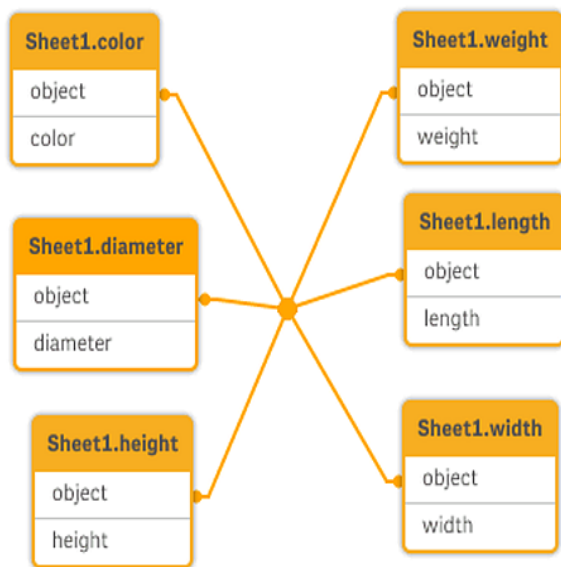 Sheet1.color
object
color
Sheet1.diameter
object
diameter
Sheet1.height
object
height
Sheet1.weight
object
weight
Sheet1.length
object
length
Sheet1.width
object
width